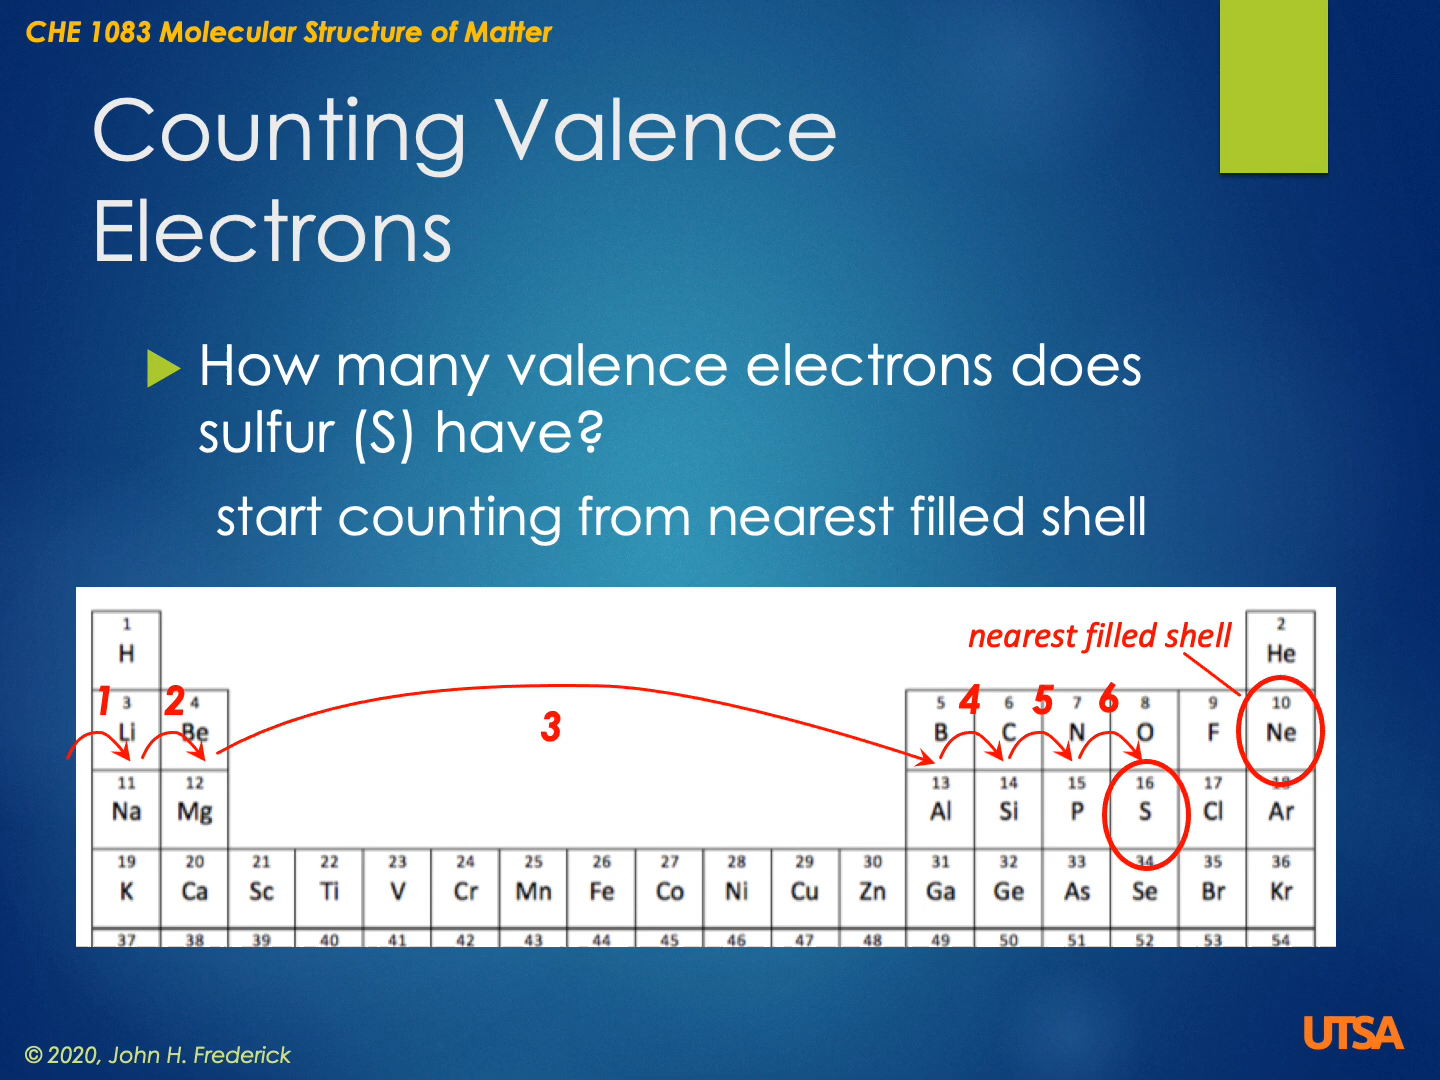 CHE 1083 Molecular Structure of Matter
Counting Valence
Electrons
How many valence electrons does
sulfur (S) have?
start counting from nearest filled shell
nearest filled shell
1 2
H He
1 2 3 4 5 6
3 4 5 6 7 8 9 10
Li Be B C N O F Ne
11 12 13 14 15 16 17 18
Na Mg Al Si P S Cl Ar
19 20 21 22 23 24 25 26 27 28 29 30 31 32 33 34 35 36
K Ca Sc Ti V Cr Mn Fe Co Ni Cu Zn Ga Ge As Se Br Kr
37 38 39 40 41 42 43 44 45 46 47 48 49 50 51 52 53 54
UTSA
© 2020, John H. Frederick